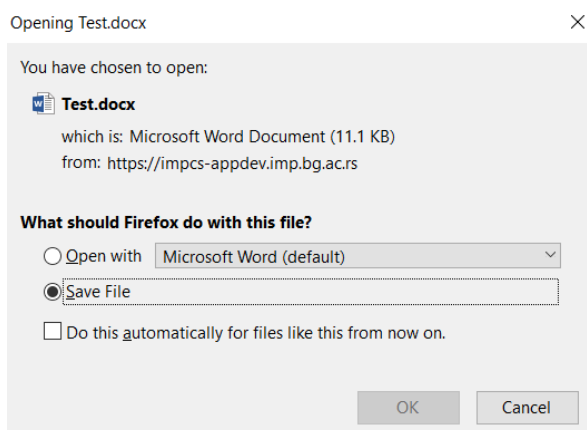 Opening Test.docx
You have chosen to open:
Test.docx
which is: Microsoft Word Document (11.1 KB)
from: https://impcs-appdev.imp.bg.ac.rs
What should Firefox do with this file?
Open with Microsoft Word (default)
Save File
Do this automatically for files like this from now on.
OK Cancel